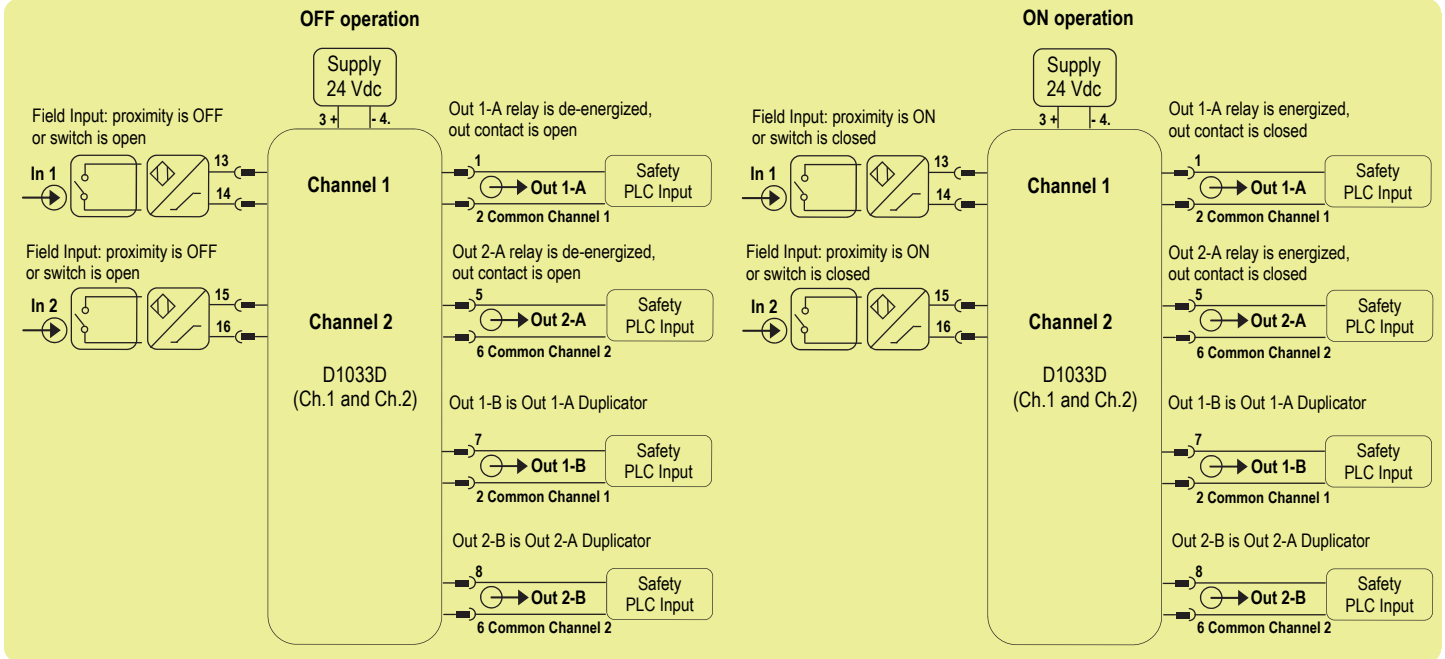 OFF operation
Supply
24 Vdc
3 +
- 4.
Field Input: proximity is OFF
or switch is open
In 1
13
14
Channel 1
Out 1-A relay is de-energized,
out contact is open
1
Out 1-A
Safety
PLC Input
2 Common Channel 1
Field Input: proximity is OFF
or switch is open
In 2
15
16
Channel 2
D1033D
(Ch.1 and Ch.2)
Out 2-A relay is de-energized,
out contact is open
5
Out 2-A
Safety
PLC Input
6 Common Channel 2
Out 1-B is Out 1-A Duplicator
7
Out 1-B
Safety
PLC Input
2 Common Channel 1
Out 2-B is Out 2-A Duplicator
8
Out 2-B
Safety
PLC Input
6 Common Channel 2
ON operation
Supply
24 Vdc
3 +
- 4.
Field Input: proximity is ON
or switch is closed
In 1
13
14
Channel 1
Out 1-A relay is energized,
out contact is closed
1
Out 1-A
Safety
PLC Input
2 Common Channel 1
Field Input: proximity is ON
or switch is closed
In 2
15
16
Channel 2
D1033D
(Ch.1 and Ch.2)
Out 2-A relay is energized,
out contact is closed
5
Out 2-A
Safety
PLC Input
6 Common Channel 2
Out 1-B is Out 1-A Duplicator
7
Out 1-B
Safety
PLC Input
2 Common Channel 1
Out 2-B is Out 2-A Duplicator
8
Out 2-B
Safety
PLC Input
6 Common Channel 2